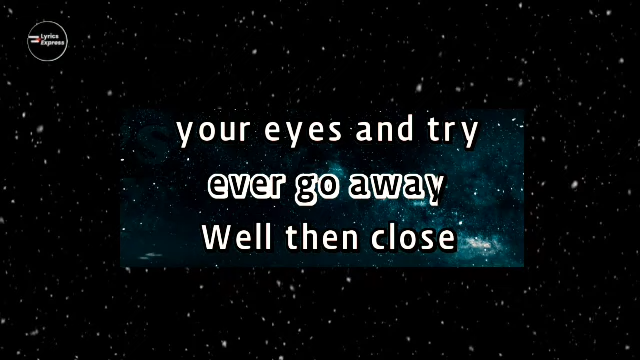 Lyrics
Express
your eyes and try
ever go away
Well then close